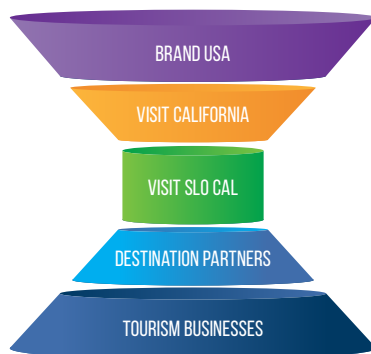 BRAND USA
VISIT CALIFORNIA
VISIT SLO CAL
DESTINATION PARTNERS
TOURISM BUSINESSES